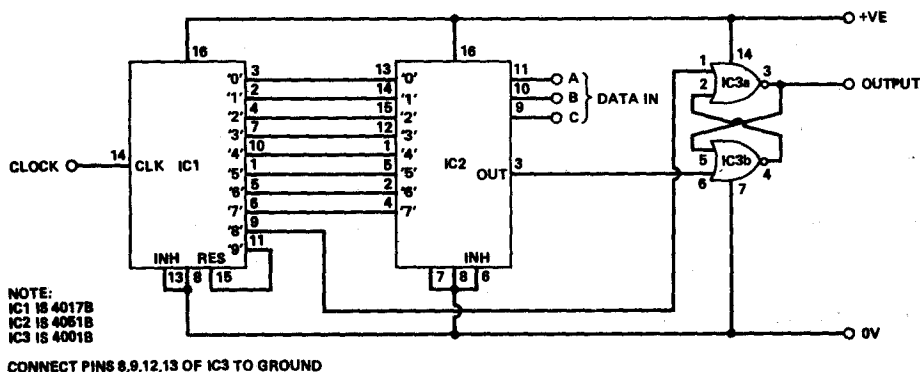 +VE
16
16
14
3
'0'
13
'0'
11
A
1
3
OUTPUT
2
'1'
14
'1'
10
B
DATA IN
2
IC3a
4
'2'
15
'2'
9
C
7
'3'
12
'3'
10
'4'
1
'4'
CLOCK
14
CLK
IC1
1
'5'
5
'5'
IC2
OUT
3
5
IC3b
4
5
'6'
2
'6'
6
7
6
'7'
4
'7'
9
'8'
11
'9'
INH
RES
INH
13
8
15
7
8
6
NOTE:
IC1 IS 4017B
IC2 IS 4051B
IC3 IS 4001B
0V
CONNECT PINS 8,9,12,13 OF IC3 TO GROUND